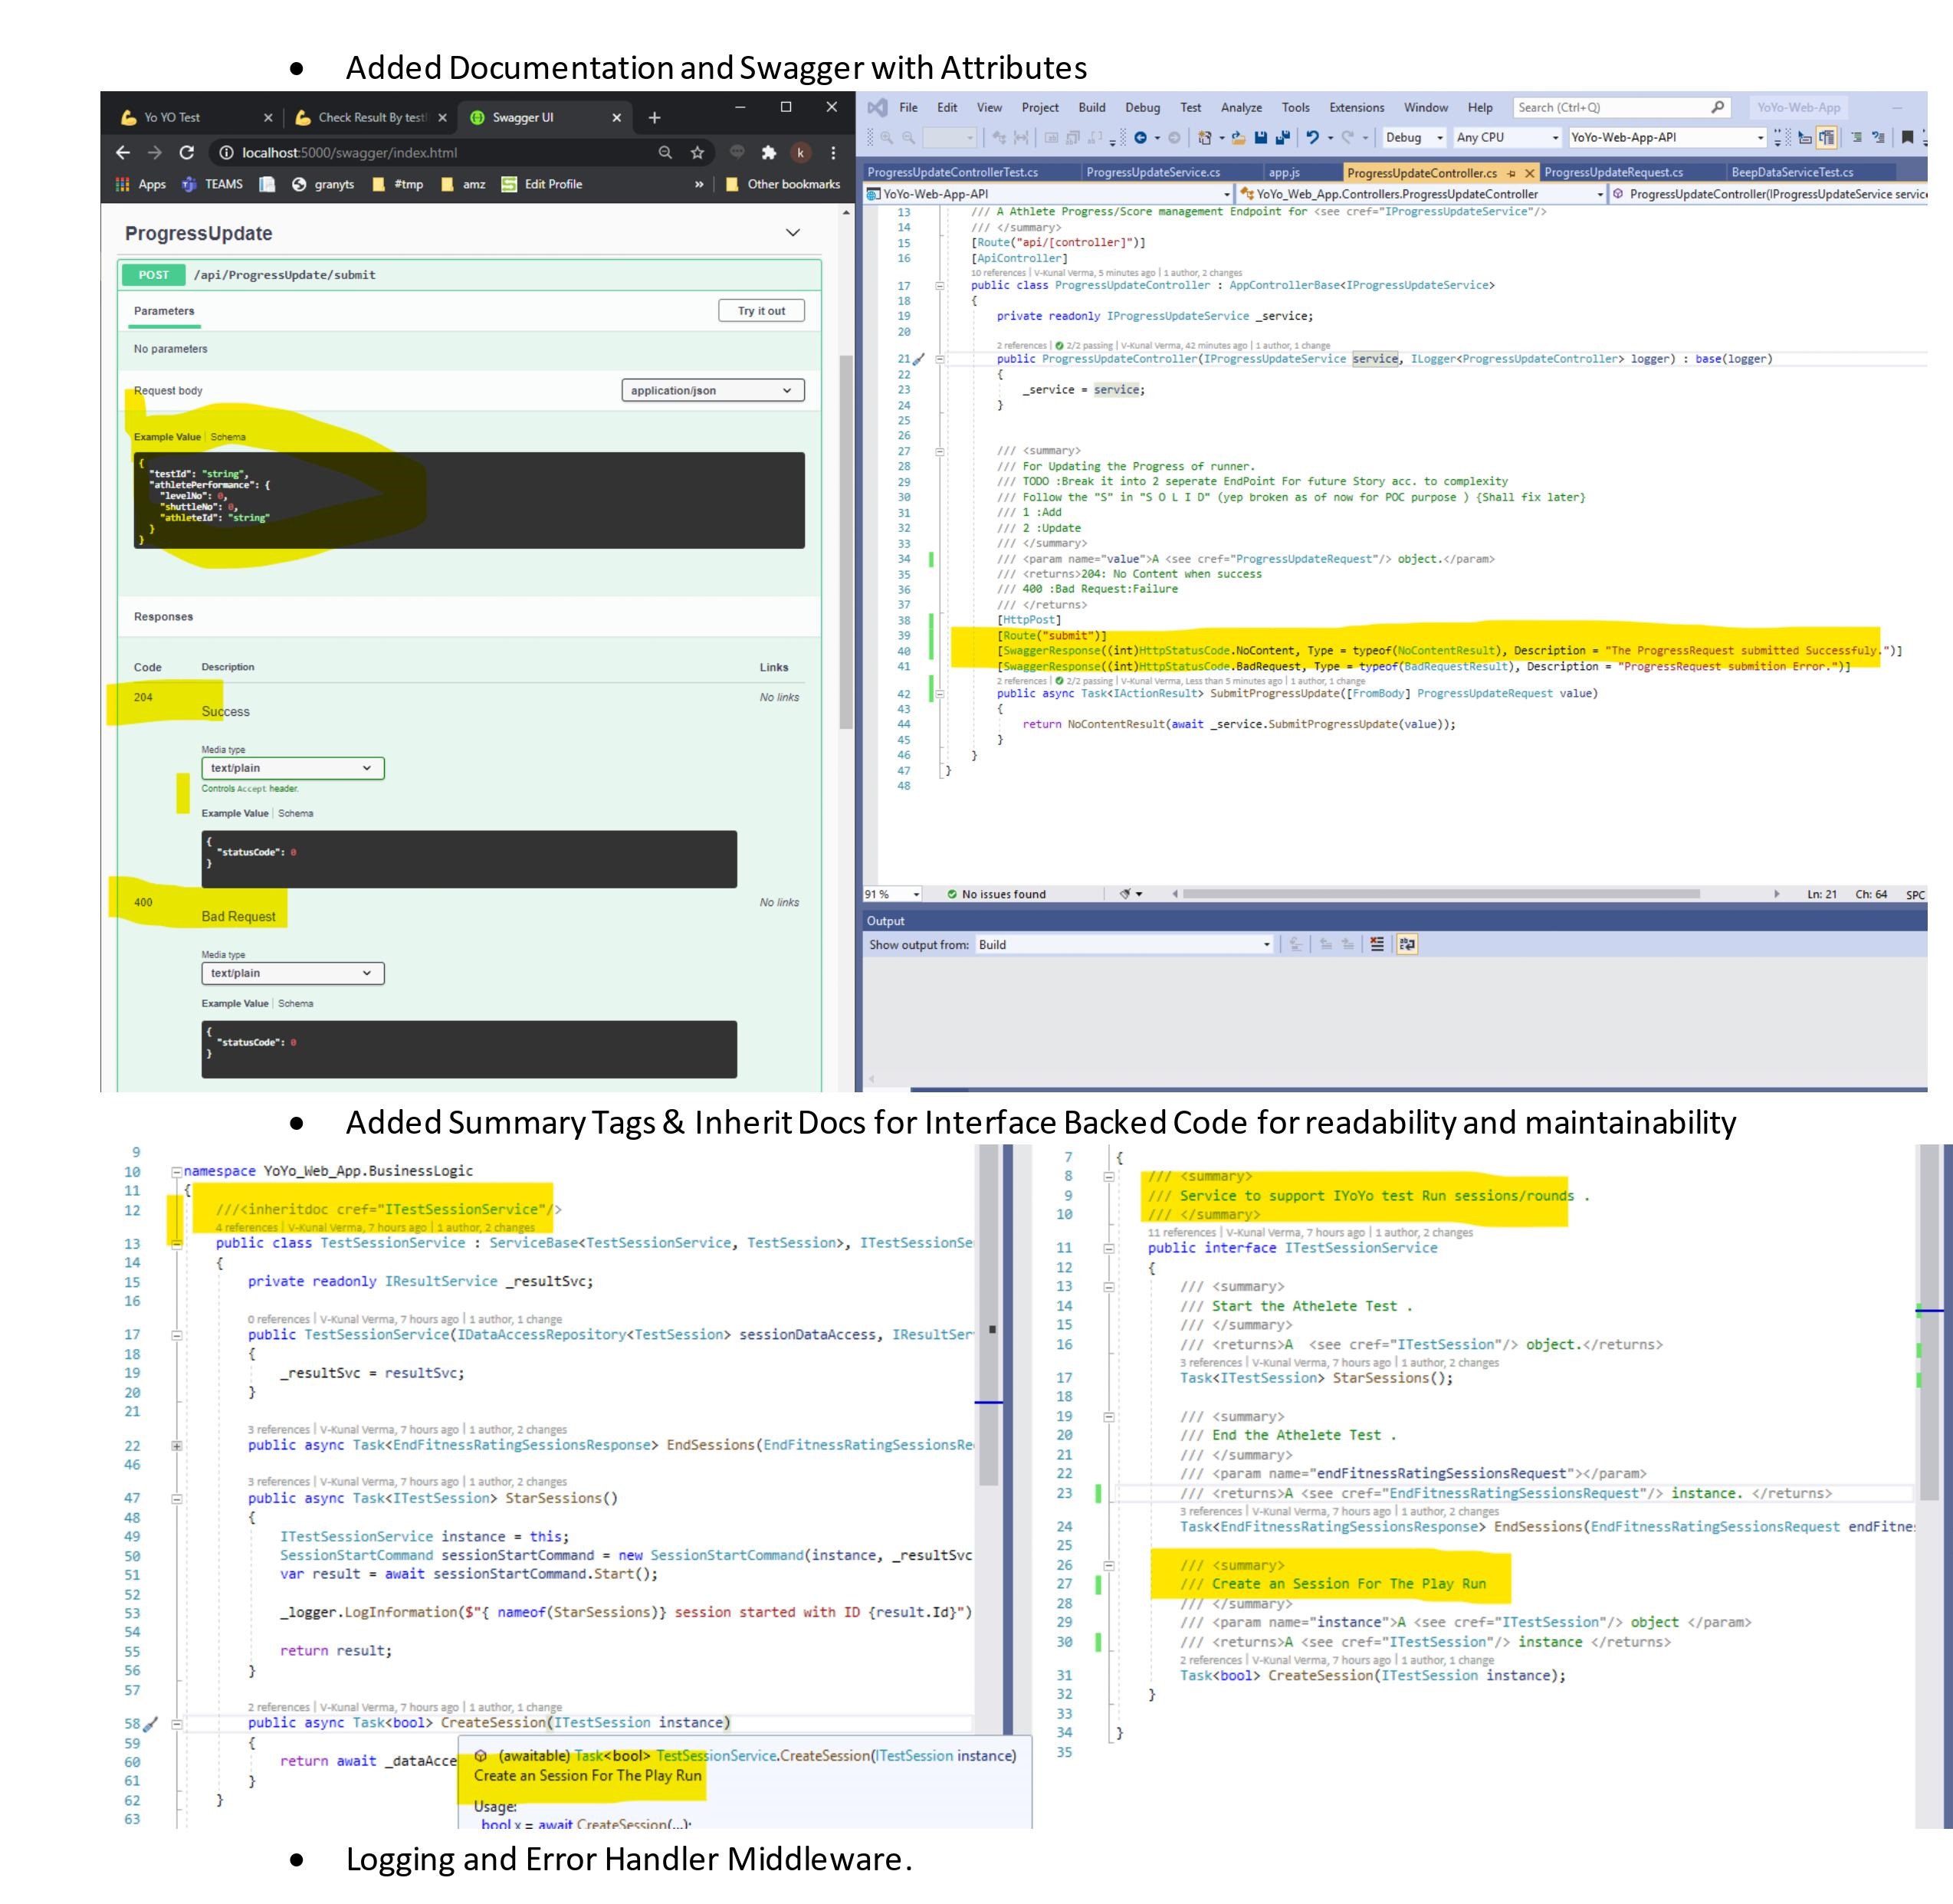 • Added Documentation and Swagger with Attributes
Yo YO Test
Check Result By test
Swagger UI
localhost:5000/swagger/index.html
Apps TEAMS granyts #tmp amz Edit Profile » Other bookmarks
ProgressUpdate
POST /api/ProgressUpdate/submit
Parameters
Try it out
No parameters
Request body
application/json
Example Value | Schema
{
"testId": "string",
"athletePerformance": {
"levelNo": 0,
"shuttleNo": 0,
"athleteId": "string"
}
}
Responses
Code Description Links
204 No links
Success
Media type
text/plain
Controls Accept header.
Example Value | Schema
{
"statusCode": 0
}
400 No links
Bad Request
Media type
text/plain
Example Value | Schema
{
"statusCode": 0
}
File Edit View Project Build Debug Test Analyze Tools Extensions Window Help Search (Ctrl+Q) YoYo-Web-App
Debug Any CPU YoYo-Web-App-API
ProgressUpdateControllerTest.cs ProgressUpdateService.cs app.js ProgressUpdateController.cs ProgressUpdateRequest.cs BeepDataServiceTest.cs
YoYo-Web-App-API YoYo_Web_App.Controllers.ProgressUpdateController ProgressUpdateController(IProgressUpdateService service
13 /// A Athlete Progress/Score management Endpoint for <see cref="IProgressUpdateService"/>
14 /// </summary>
15 [Route("api/[controller]")]
16 [ApiController]
10 references | V-Kunal Verma, 5 minutes ago | 1 author, 2 changes
17 public class ProgressUpdateController : AppControllerBase<IProgressUpdateService>
18 {
19 private readonly IProgressUpdateService _service;
20
2 references | 2/2 passing | V-Kunal Verma, 42 minutes ago | 1 author, 1 change
21 public ProgressUpdateController(IProgressUpdateService service, ILogger<ProgressUpdateController> logger) : base(logger)
22 {
23 _service = service;
24 }
25
26
27 /// <summary>
28 /// For Updating the Progress of runner.
29 /// TODO :Break it into 2 seperate EndPoint For future Story acc. to complexity
30 /// Follow the "S" in "S O L I D" (yep broken as of now for POC purpose ) {Shall fix later}
31 /// 1 :Add
32 /// 2 :Update
33 /// </summary>
34 /// <param name="value">A <see cref="ProgressUpdateRequest"/> object.</param>
35 /// <returns>204: No Content when success
36 /// 400 :Bad Request:Failure
37 /// </returns>
38 [HttpPost]
39 [Route("submit")]
40 [SwaggerResponse((int)HttpStatusCode.NoContent, Type = typeof(NoContentResult), Description = "The ProgressRequest submitted Successfuly.")]
41 [SwaggerResponse((int)HttpStatusCode.BadRequest, Type = typeof(BadRequestResult), Description = "ProgressRequest submition Error.")]
2 references | 2/2 passing | V-Kunal Verma, Less than 5 minutes ago | 1 author, 1 change
42 public async Task<IActionResult> SubmitProgressUpdate([FromBody] ProgressUpdateRequest value)
43 {
44 return NoContentResult(await _service.SubmitProgressUpdate(value));
45 }
46 }
47 }
48
91 % No issues found Ln: 21 Ch: 64 SPC
Output
Show output from: Build
• Added Summary Tags & Inherit Docs for Interface Backed Code for readability and maintainability
9
10 namespace YoYo_Web_App.BusinessLogic
11 {
12 ///<inheritdoc cref="ITestSessionService"/>
4 references | V-Kunal Verma, 7 hours ago | 1 author, 2 changes
13 public class TestSessionService : ServiceBase<TestSessionService, TestSession>, ITestSessionSe
14 {
15 private readonly IResultService _resultSvc;
16
0 references | V-Kunal Verma, 7 hours ago | 1 author, 1 change
17 public TestSessionService(IDataAccessRepository<TestSession> sessionDataAccess, IResultSer
18 {
19 _resultSvc = resultSvc;
20 }
21
3 references | V-Kunal Verma, 7 hours ago | 1 author, 2 changes
22 public async Task<EndFitnessRatingSessionsResponse> EndSessions(EndFitnessRatingSessionsRe
46
3 references | V-Kunal Verma, 7 hours ago | 1 author, 2 changes
47 public async Task<ITestSession> StarSessions()
48 {
49 ITestSessionService instance = this;
50 SessionStartCommand sessionStartCommand = new SessionStartCommand(instance, _resultSvc
51 var result = await sessionStartCommand.Start();
52
53 _logger.LogInformation($"{ nameof(StarSessions)} session started with ID {result.Id}")
54
55 return result;
56 }
57
2 references | V-Kunal Verma, 7 hours ago | 1 author, 1 change
58 public async Task<bool> CreateSession(ITestSession instance)
59 {
60 return await _dataAcce
61 }
62 }
63
(awaitable) Task<bool> TestSessionService.CreateSession(ITestSession instance)
Create an Session For The Play Run
Usage:
bool x = await CreateSession(...);
7 {
8 /// <summary>
9 /// Service to support IYoYo test Run sessions/rounds .
10 /// </summary>
11 references | V-Kunal Verma, 7 hours ago | 1 author, 2 changes
11 public interface ITestSessionService
12 {
13 /// <summary>
14 /// Start the Athelete Test .
15 /// </summary>
16 /// <returns>A <see cref="ITestSession"/> object.</returns>
3 references | V-Kunal Verma, 7 hours ago | 1 author, 2 changes
17 Task<ITestSession> StarSessions();
18
19 /// <summary>
20 /// End the Athelete Test .
21 /// </summary>
22 /// <param name="endFitnessRatingSessionsRequest"></param>
23 /// <returns>A <see cref="EndFitnessRatingSessionsRequest"/> instance. </returns>
3 references | V-Kunal Verma, 7 hours ago | 1 author, 2 changes
24 Task<EndFitnessRatingSessionsResponse> EndSessions(EndFitnessRatingSessionsRequest endFitne
25
26 /// <summary>
27 /// Create an Session For The Play Run
28 /// </summary>
29 /// <param name="instance">A <see cref="ITestSession"/> object </param>
30 /// <returns>A <see cref="ITestSession"/> instance </returns>
2 references | V-Kunal Verma, 7 hours ago | 1 author, 1 change
31 Task<bool> CreateSession(ITestSession instance);
32 }
33
34 }
35
• Logging and Error Handler Middleware.